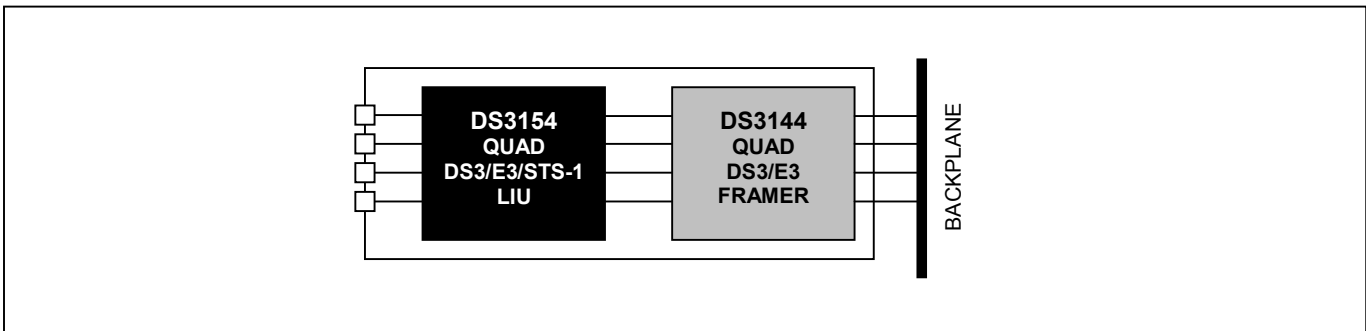 DS3154
QUAD
DS3/E3/STS-1
LIU
DS3144
QUAD
DS3/E3
FRAMER
BACKPLANE